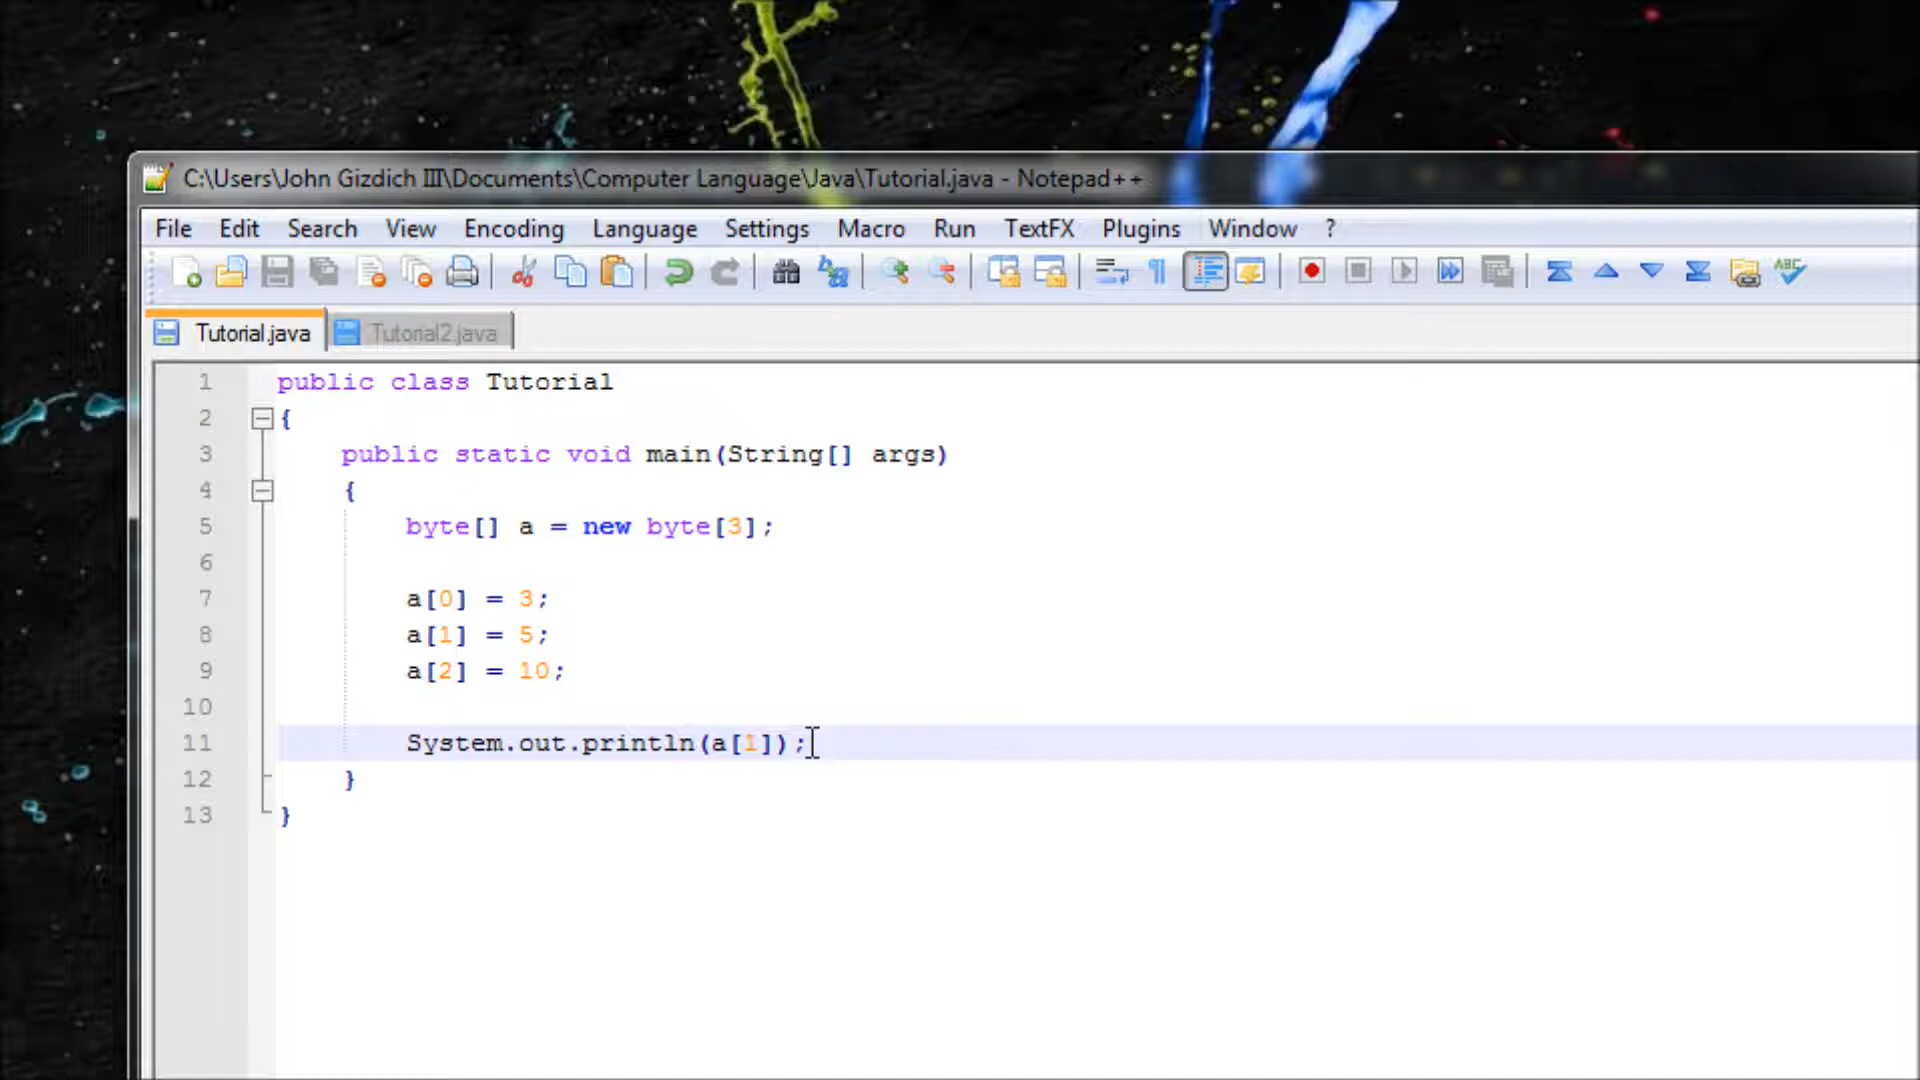 C:\Users\John Gizdich III\Documents\Computer Language\Java\Tutorial.java - Notepad++
File Edit Search View Encoding Language Settings Macro Run TextFX Plugins Window ?
ABC
Tutorial.java Tutorial2.java
1 public class Tutorial
2 {
3 public static void main(String[] args)
4 {
5 byte[] a = new byte[3];
6
7 a[0] = 3;
8 a[1] = 5;
9 a[2] = 10;
10
11 System.out.println(a[1]);
12 }
13 }